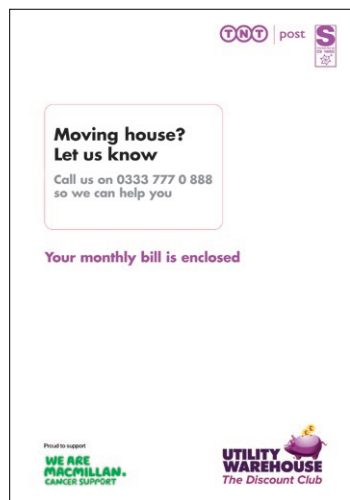 TNT post
S
Moving house?
Let us know
Call us on 0333 777 0 888
so we can help you
Your monthly bill is enclosed
Proud to support
WE ARE
MACMILLAN.
CANCER SUPPORT
UTILITY
WAREHOUSE
The Discount Club